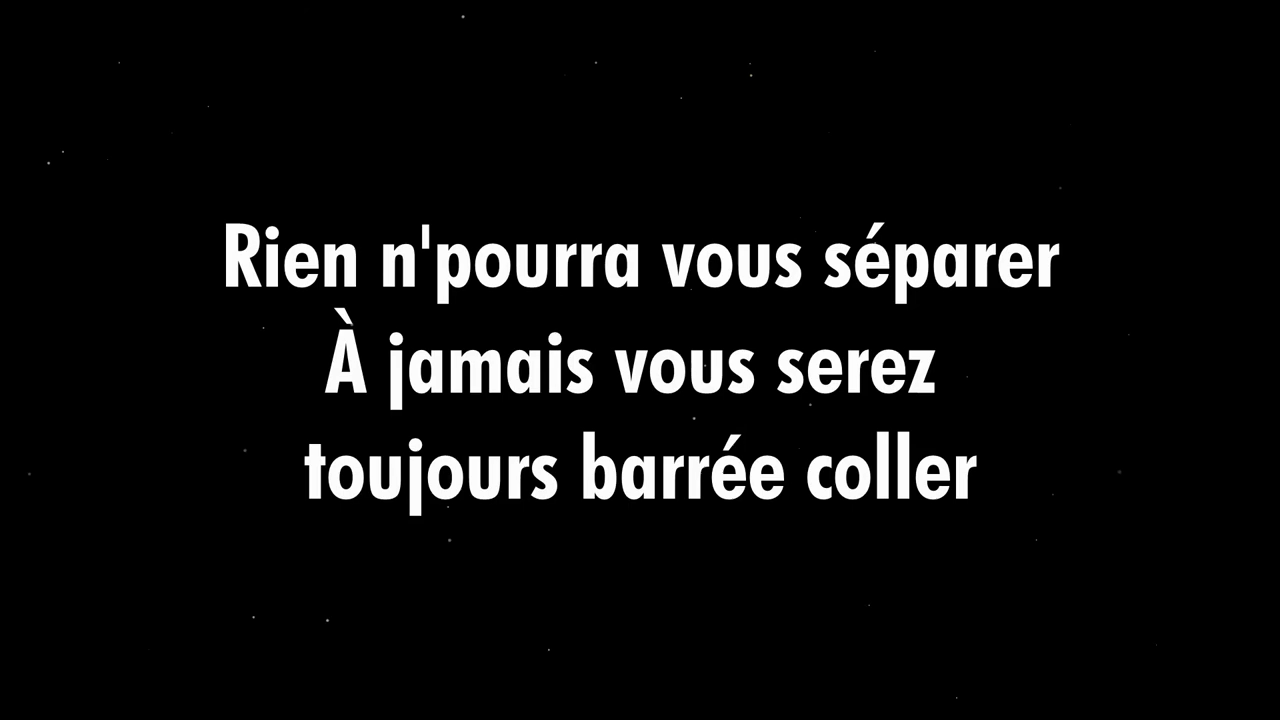 Rien n'pourra vous séparer
À jamais vous serez
toujours barrée coller